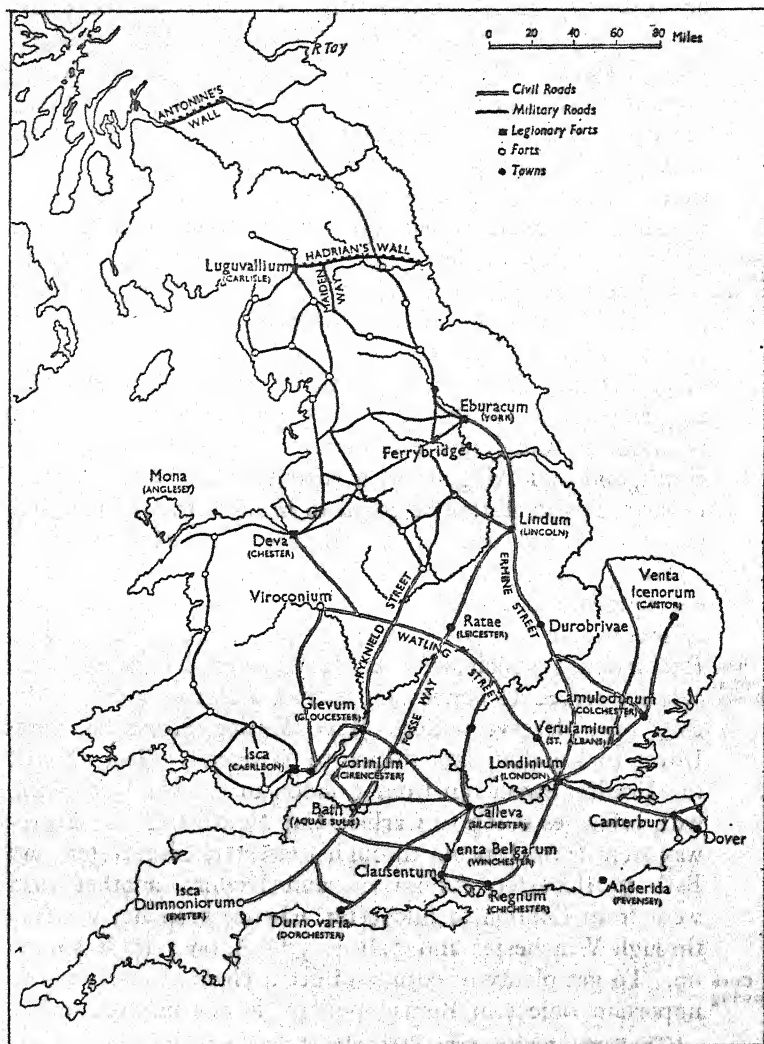 R Tay
0 20 40 60 80 Miles
Civil Roads
Military Roads
Legionary Forts
Forts
Towns
ANTONINE'S
WALL
HADRIAN'S WALL
Luguvallium
(CARLISLE)
MAIDEN
WAY
Eburacum
(YORK)
Ferrybridge
Mona
(ANGLESEY)
Deva
(CHESTER)
Lindum
(LINCOLN)
ERMINE STREET
Venta
Icenorum
(CAISTOR)
Viroconium
RYKNIELD STREET
Ratae
(LEICESTER)
Durobrivae
WATLING STREET
FOSSE WAY
Camulodunum
(COLCHESTER)
Glevum
(GLOUCESTER)
Verulamium
(ST. ALBANS)
Isca
(CAERLEON)
Corinium
(CIRENCESTER)
Londinium
(LONDON)
Bath
(AQUAE SULIS)
Calleva
(SILCHESTER)
Canterbury
Dover
Venta Belgarum
(WINCHESTER)
Clausentum
Isca
Dumnoniorum
(EXETER)
Regnum
(CHICHESTER)
Anderida
(PEVENSEY)
Durnovaria
(DORCHESTER)